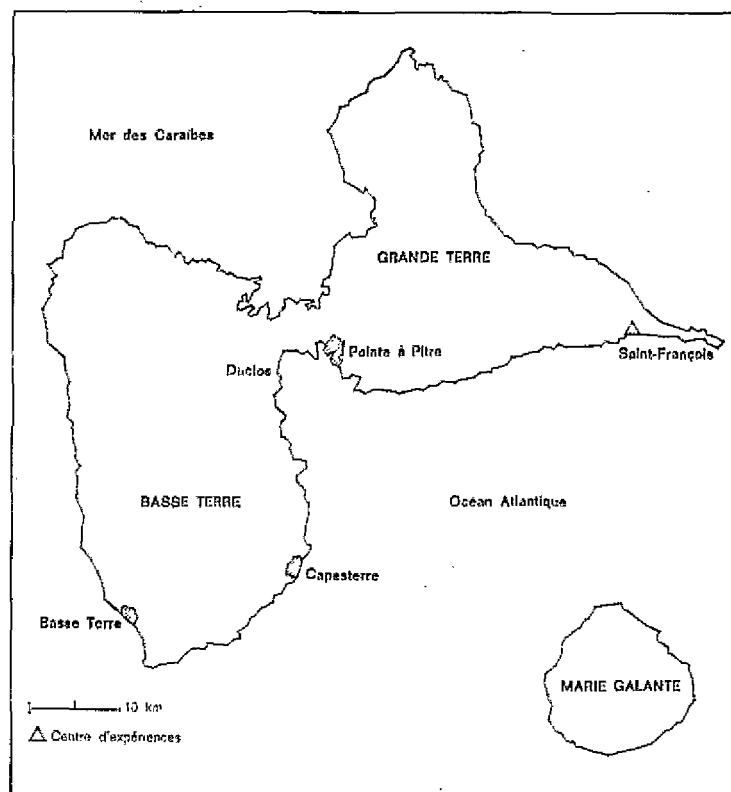 Mer des Caraïbes
GRANDE TERRE
Saint-François
Pointe à Pitre
Duclos
BASSE TERRE
Océan Atlantique
Capesterre
Basse Terre
MARIE GALANTE
10 km
Centre d'expériences